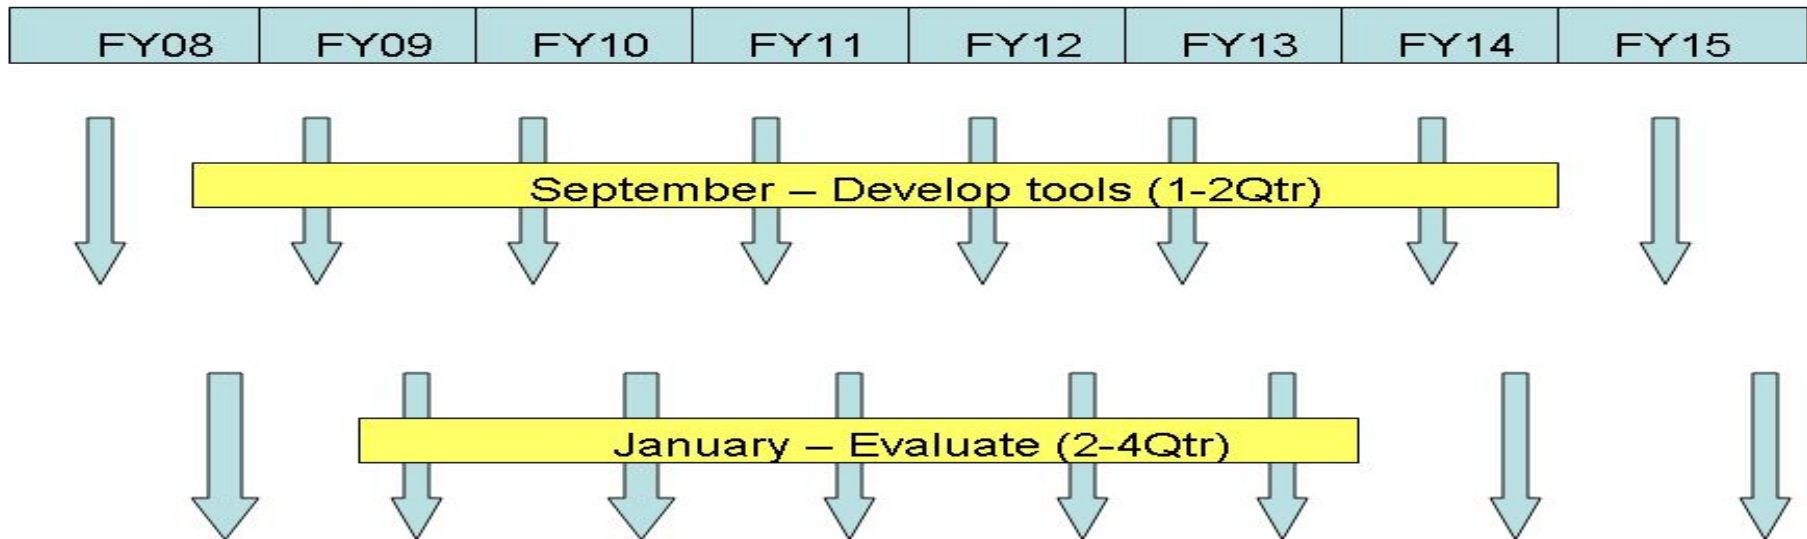 FY08 FY09 FY10 FY11 FY12 FY13 FY14 FY15
September – Develop tools (1-2Qtr)
January – Evaluate (2-4Qtr)